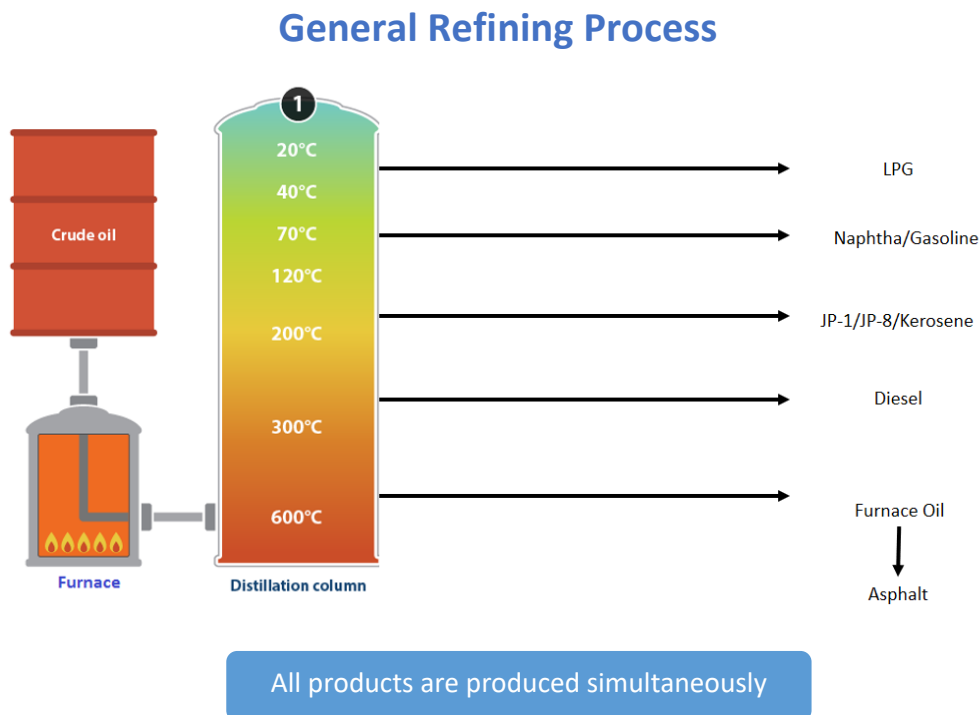 General Refining Process
1
20°C
40°C
70°C
120°C
200°C
300°C
600°C
Crude oil
Furnace
Distillation column
LPG
Naphtha/Gasoline
JP-1/JP-8/Kerosene
Diesel
Furnace Oil
Asphalt
All products are produced simultaneously